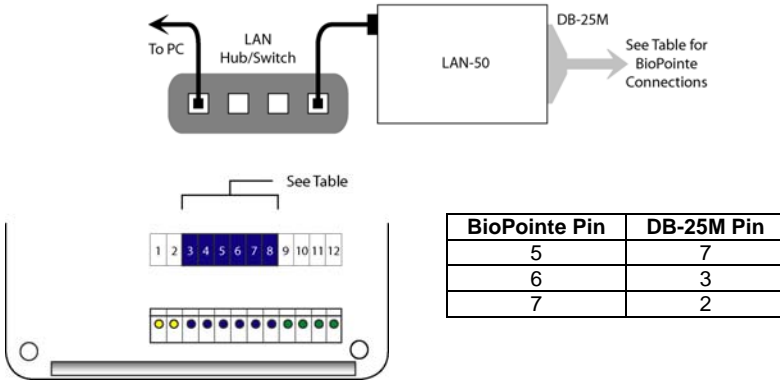 DB-25M
To PC
LAN
Hub/Switch
LAN-50
See Table for
BioPointe
Connections
See Table
1 2 3 4 5 6 7 8 9 10 11 12
BioPointe Pin DB-25M Pin
5 7
6 3
7 2